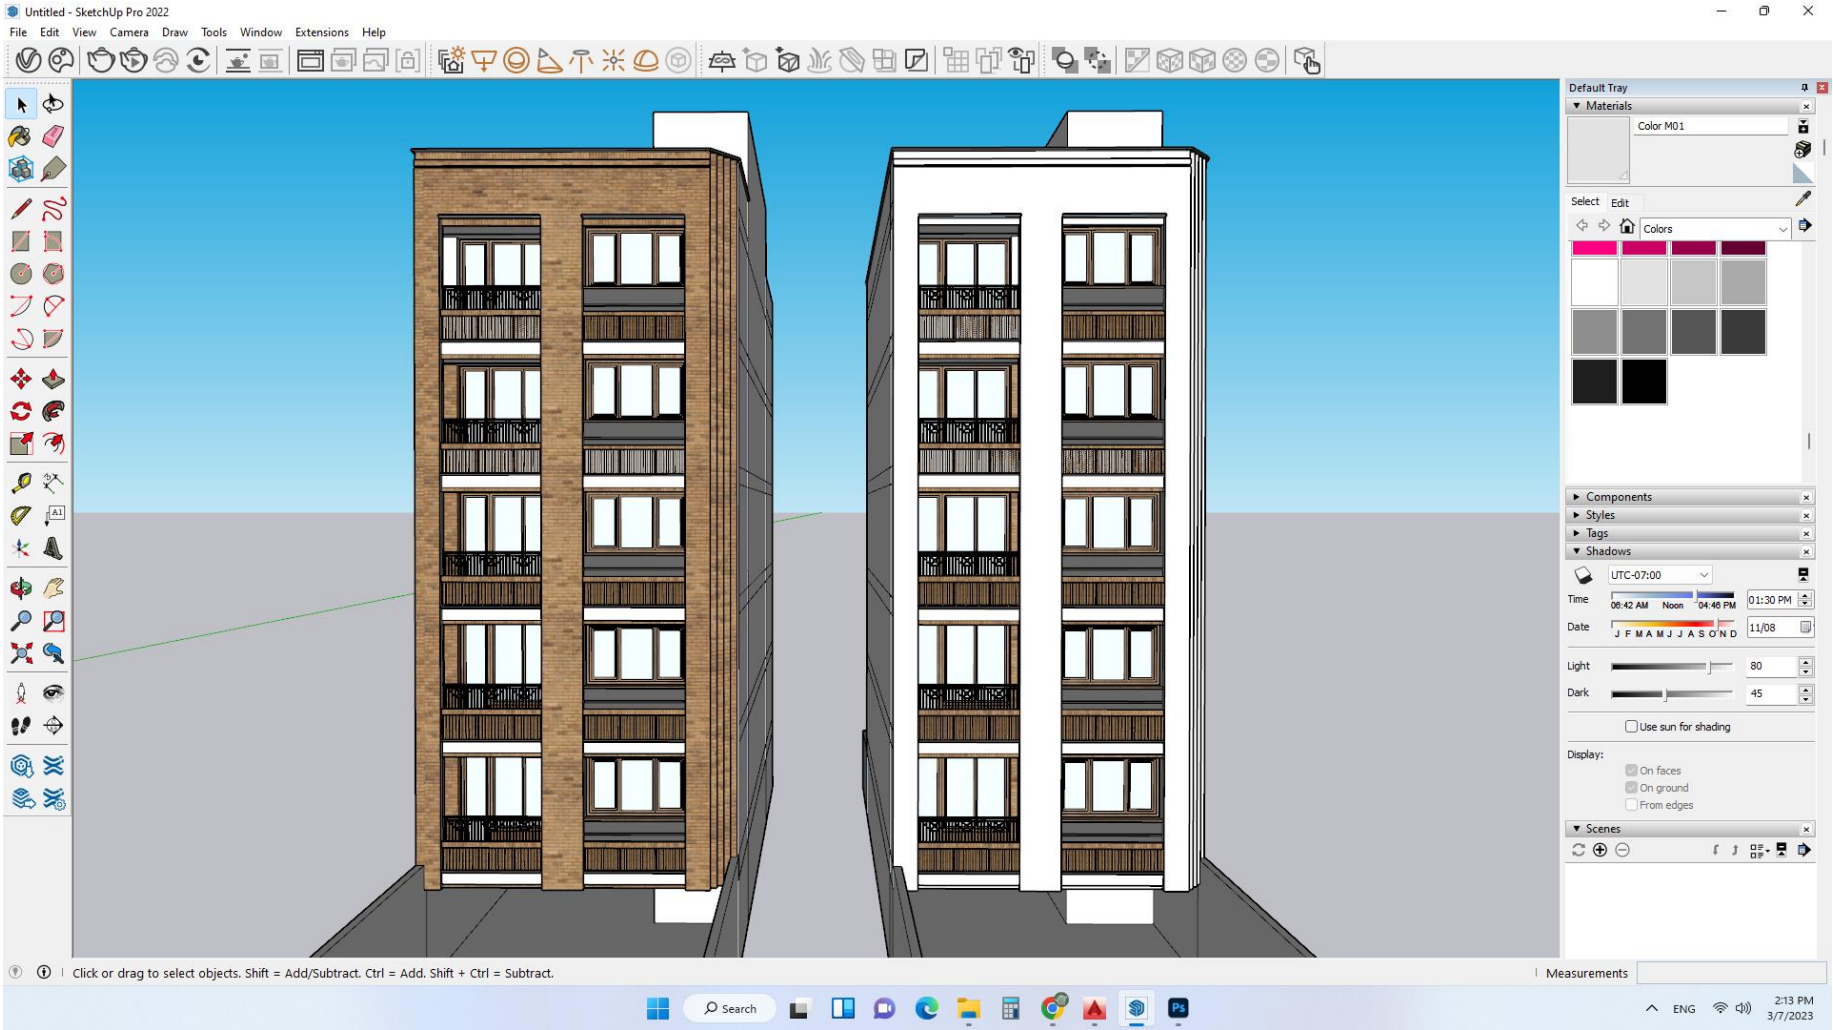 Untitled - SketchUp Pro 2022
File Edit View Camera Draw Tools Window Extensions Help
Default Tray
Materials
Color M01
Select Edit
Colors
Components
Styles
Tags
Shadows
UTC-07:00
Time 06:42 AM Noon 04:46 PM 01:30 PM
Date J F M A M J J A S O N D 11/08
Light 80
Dark 45
Use sun for shading
Display:
On faces
On ground
From edges
Scenes
A1
Click or drag to select objects. Shift = Add/Subtract. Ctrl = Add. Shift + Ctrl = Subtract.
Measurements
Search
Ps
ENG
2:13 PM
3/7/2023